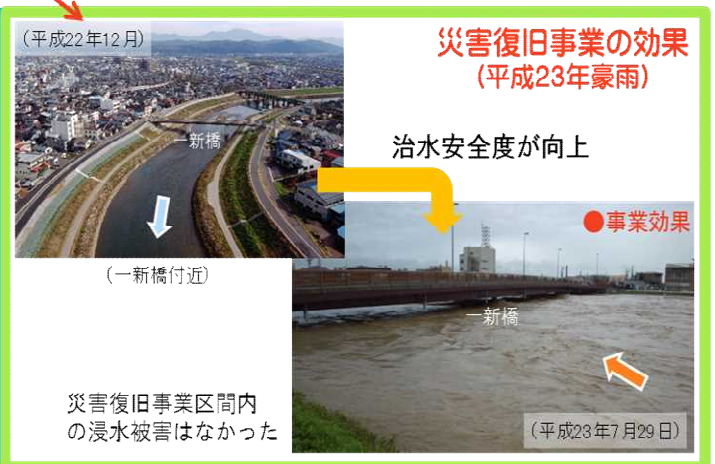 (平成22年12月)
災害復旧事業の効果
(平成23年豪雨)
一新橋
治水安全度が向上
●事業効果
(一新橋付近)
一新橋
災害復旧事業区間内
の浸水被害はなかった
(平成23年7月29日)